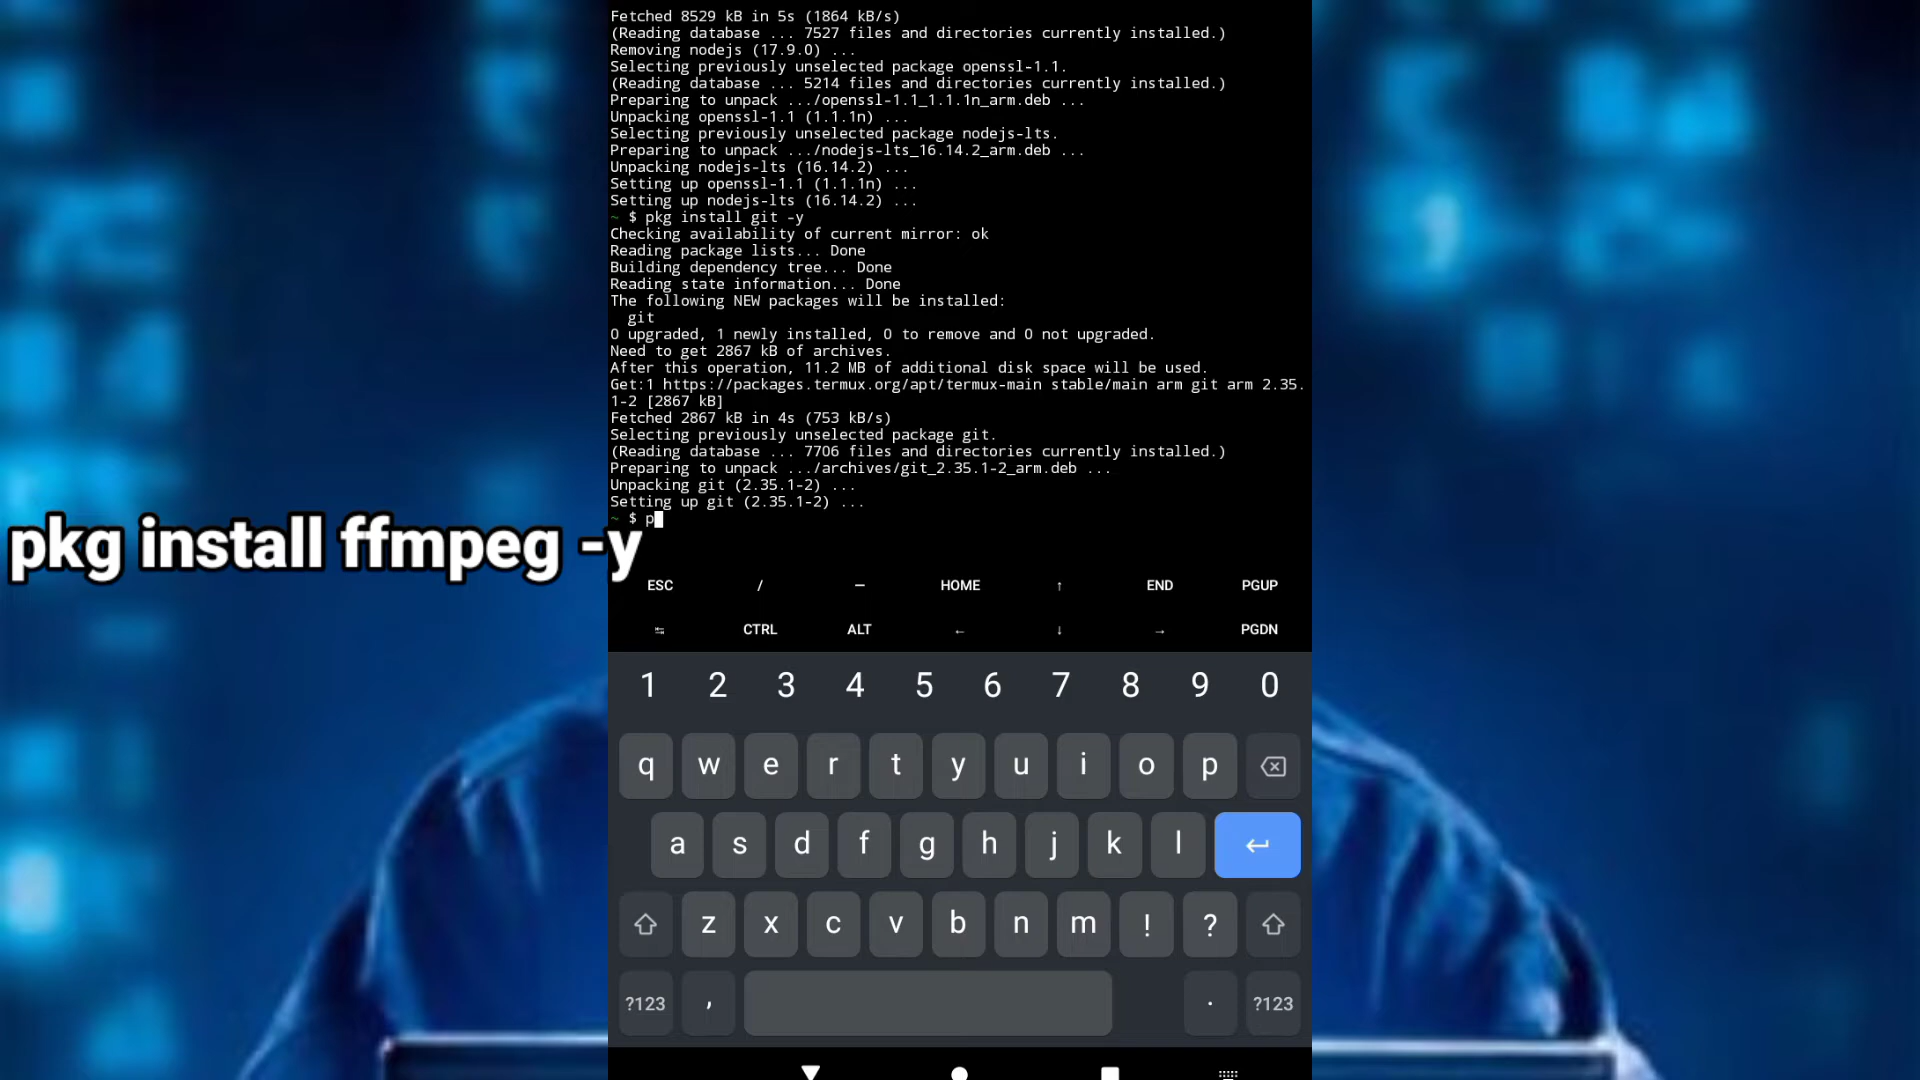 Fetched 8529 kB in 5s (1864 kB/s)
(Reading database ... 7527 files and directories currently installed.)
Removing nodejs (17.9.0) ...
Selecting previously unselected package openssl-1.1.
(Reading database ... 5214 files and directories currently installed.)
Preparing to unpack .../openssl-1.1_1.1.1n_arm.deb ...
Unpacking openssl-1.1 (1.1.1n) ...
Selecting previously unselected package nodejs-lts.
Preparing to unpack .../nodejs-lts_16.14.2_arm.deb ...
Unpacking nodejs-lts (16.14.2) ...
Setting up openssl-1.1 (1.1.1n) ...
Setting up nodejs-lts (16.14.2) ...
~ $ pkg install git -y
Checking availability of current mirror: ok
Reading package lists... Done
Building dependency tree... Done
Reading state information... Done
The following NEW packages will be installed:
git
0 upgraded, 1 newly installed, 0 to remove and 0 not upgraded.
Need to get 2867 kB of archives.
After this operation, 11.2 MB of additional disk space will be used.
Get:1 https://packages.termux.org/apt/termux-main stable/main arm git arm 2.35.
1-2 [2867 kB]
Fetched 2867 kB in 4s (753 kB/s)
Selecting previously unselected package git.
(Reading database ... 7706 files and directories currently installed.)
Preparing to unpack .../archives/git_2.35.1-2_arm.deb ...
Unpacking git (2.35.1-2) ...
Setting up git (2.35.1-2) ...
~ $ p
pkg install ffmpeg -y
ESC / — HOME ↑ END PGUP
↹ CTRL ALT ← ↓ → PGDN
1 2 3 4 5 6 7 8 9 0
q w e r t y u i o p
a s d f g h j k l
z x c v b n m ! ?
?123 , . ?123